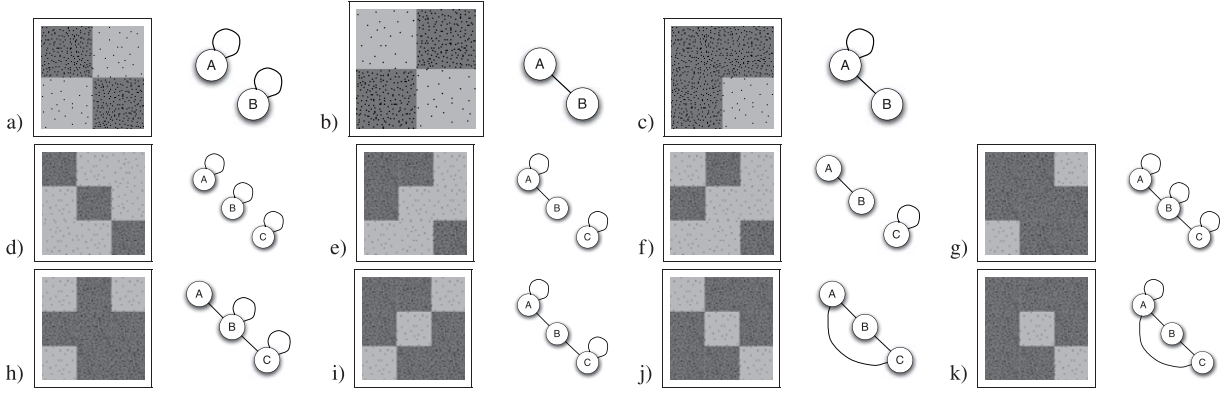 a) A B b) A B c) A B
d) A B C e) A B C f) A B C g) A B C
h) A B C i) A B C j) A B C k) A B C